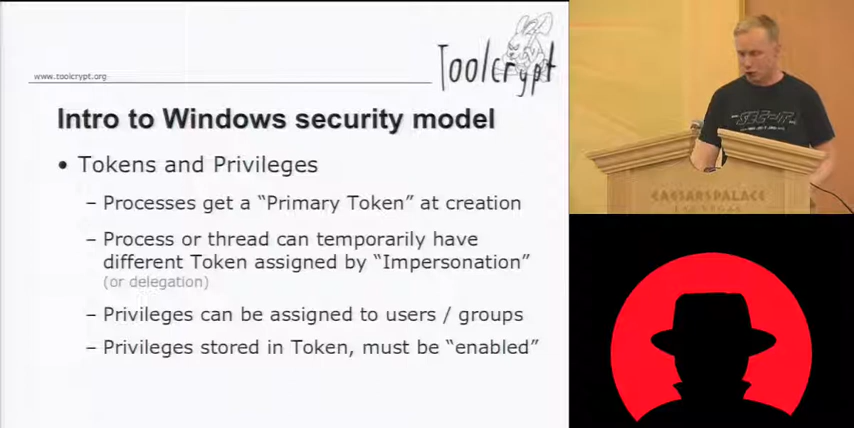 Toolcrypt
www.toolcrypt.org
Intro to Windows security model
• Tokens and Privileges
– Processes get a “Primary Token” at creation
– Process or thread can temporarily have
different Token assigned by “Impersonation”
(or delegation)
– Privileges can be assigned to users / groups
– Privileges stored in Token, must be “enabled”
CAESARS PALACE
LAS VEGAS